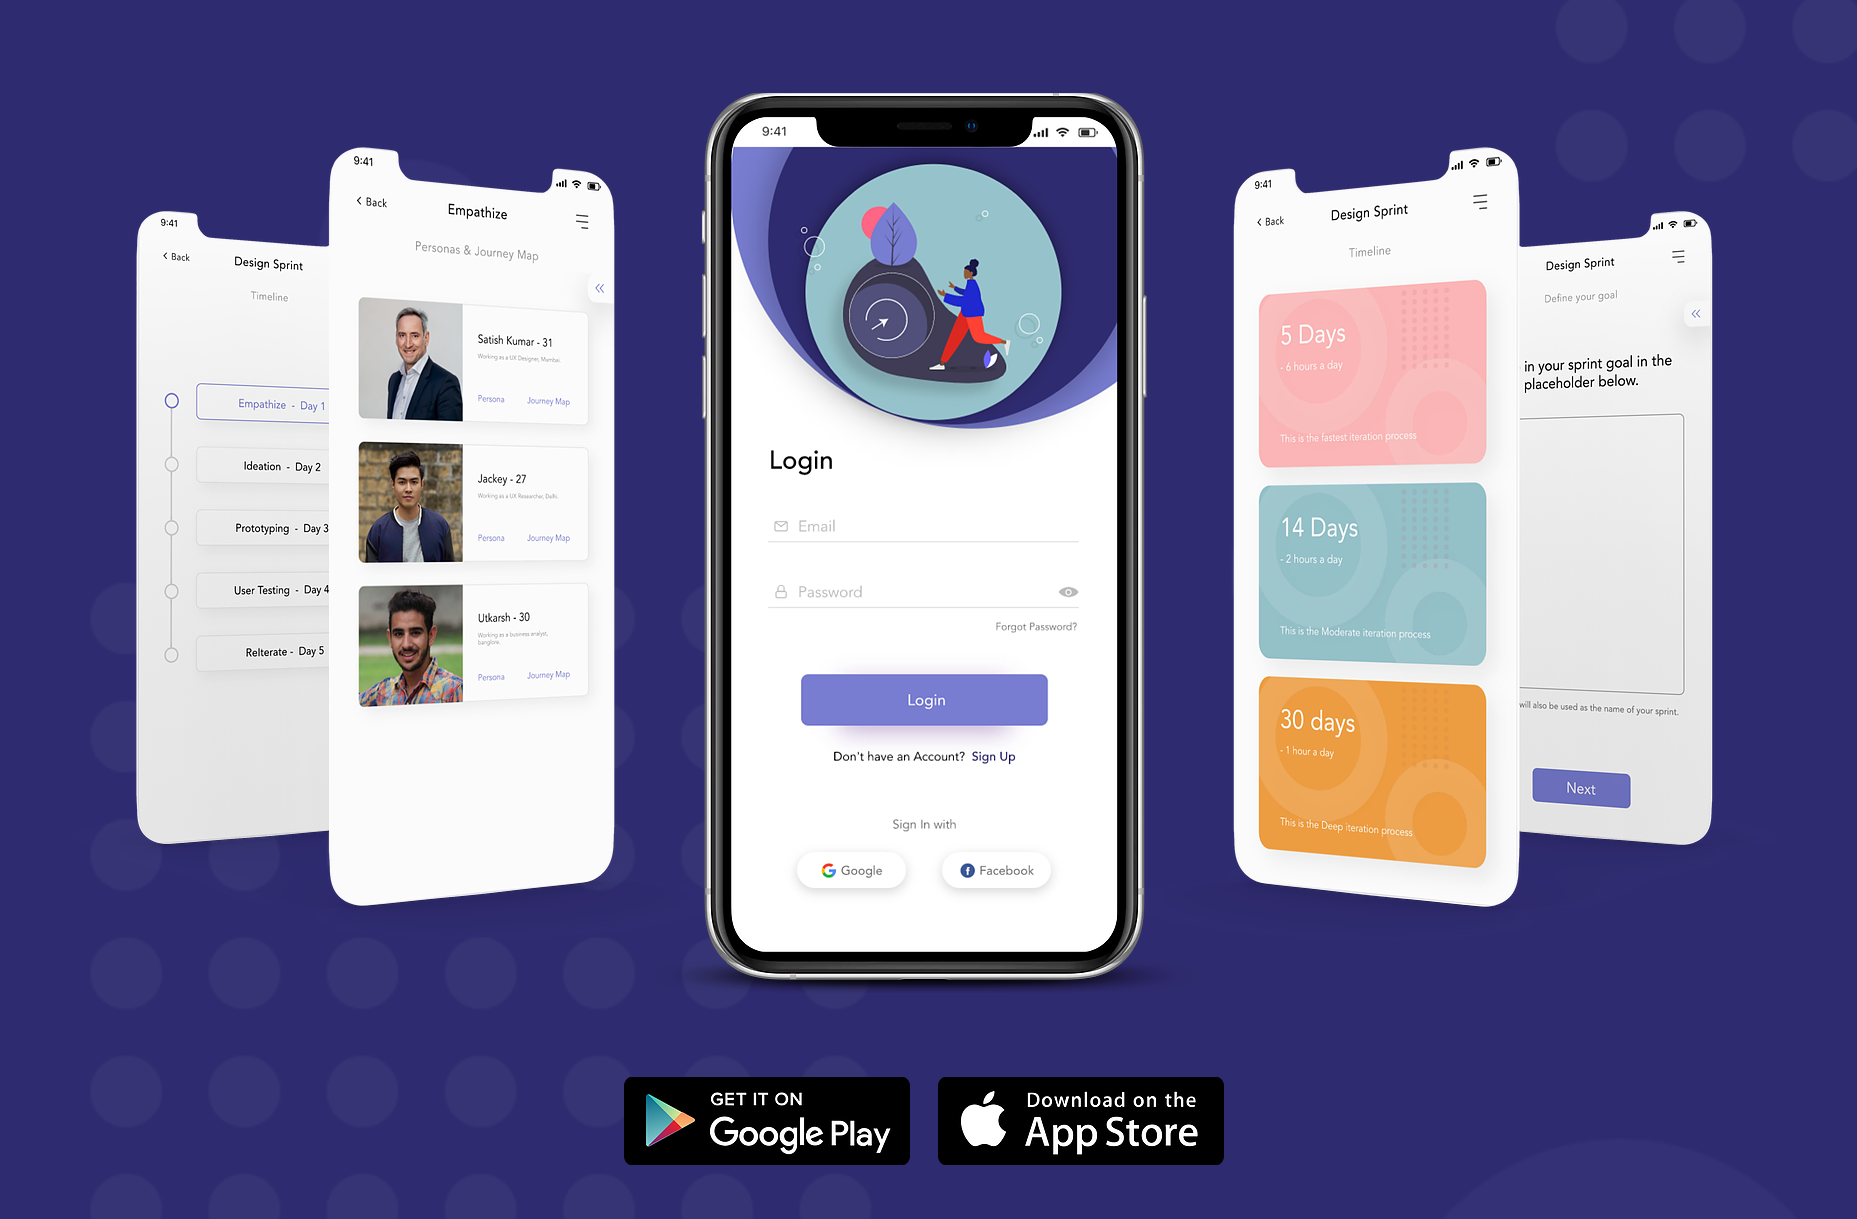 9:41
< Back
Design Sprint
Timeline
Empathize - Day 1
Ideation - Day 2
Prototyping - Day 3
User Testing - Day 4
ReIterate - Day 5
9:41
< Back
Empathize
Personas & Journey Map
Satish Kumar - 31
Working as a UX Designer, Mumbai
Persona
Journey Map
Jackey - 27
Working as a UX Researcher, Delhi.
Persona
Journey Map
Utkarsh - 30
Working as a business analyst,
banglore.
Persona
Journey Map
9:41
Login
Email
Password
Forgot Password?
Login
Don't have an Account? Sign Up
Sign In with
Google
Facebook
9:41
< Back
Design Sprint
Timeline
5 Days
- 6 hours a day
This is the fastest iteration process
14 Days
- 2 hours a day
This is the Moderate iteration process
30 days
- 1 hour a day
This is the Deep iteration process
Design Sprint
Define your goal
in your sprint goal in the
placeholder below.
will also be used as the name of your sprint.
Next
GET IT ON
Google Play
Download on the
App Store